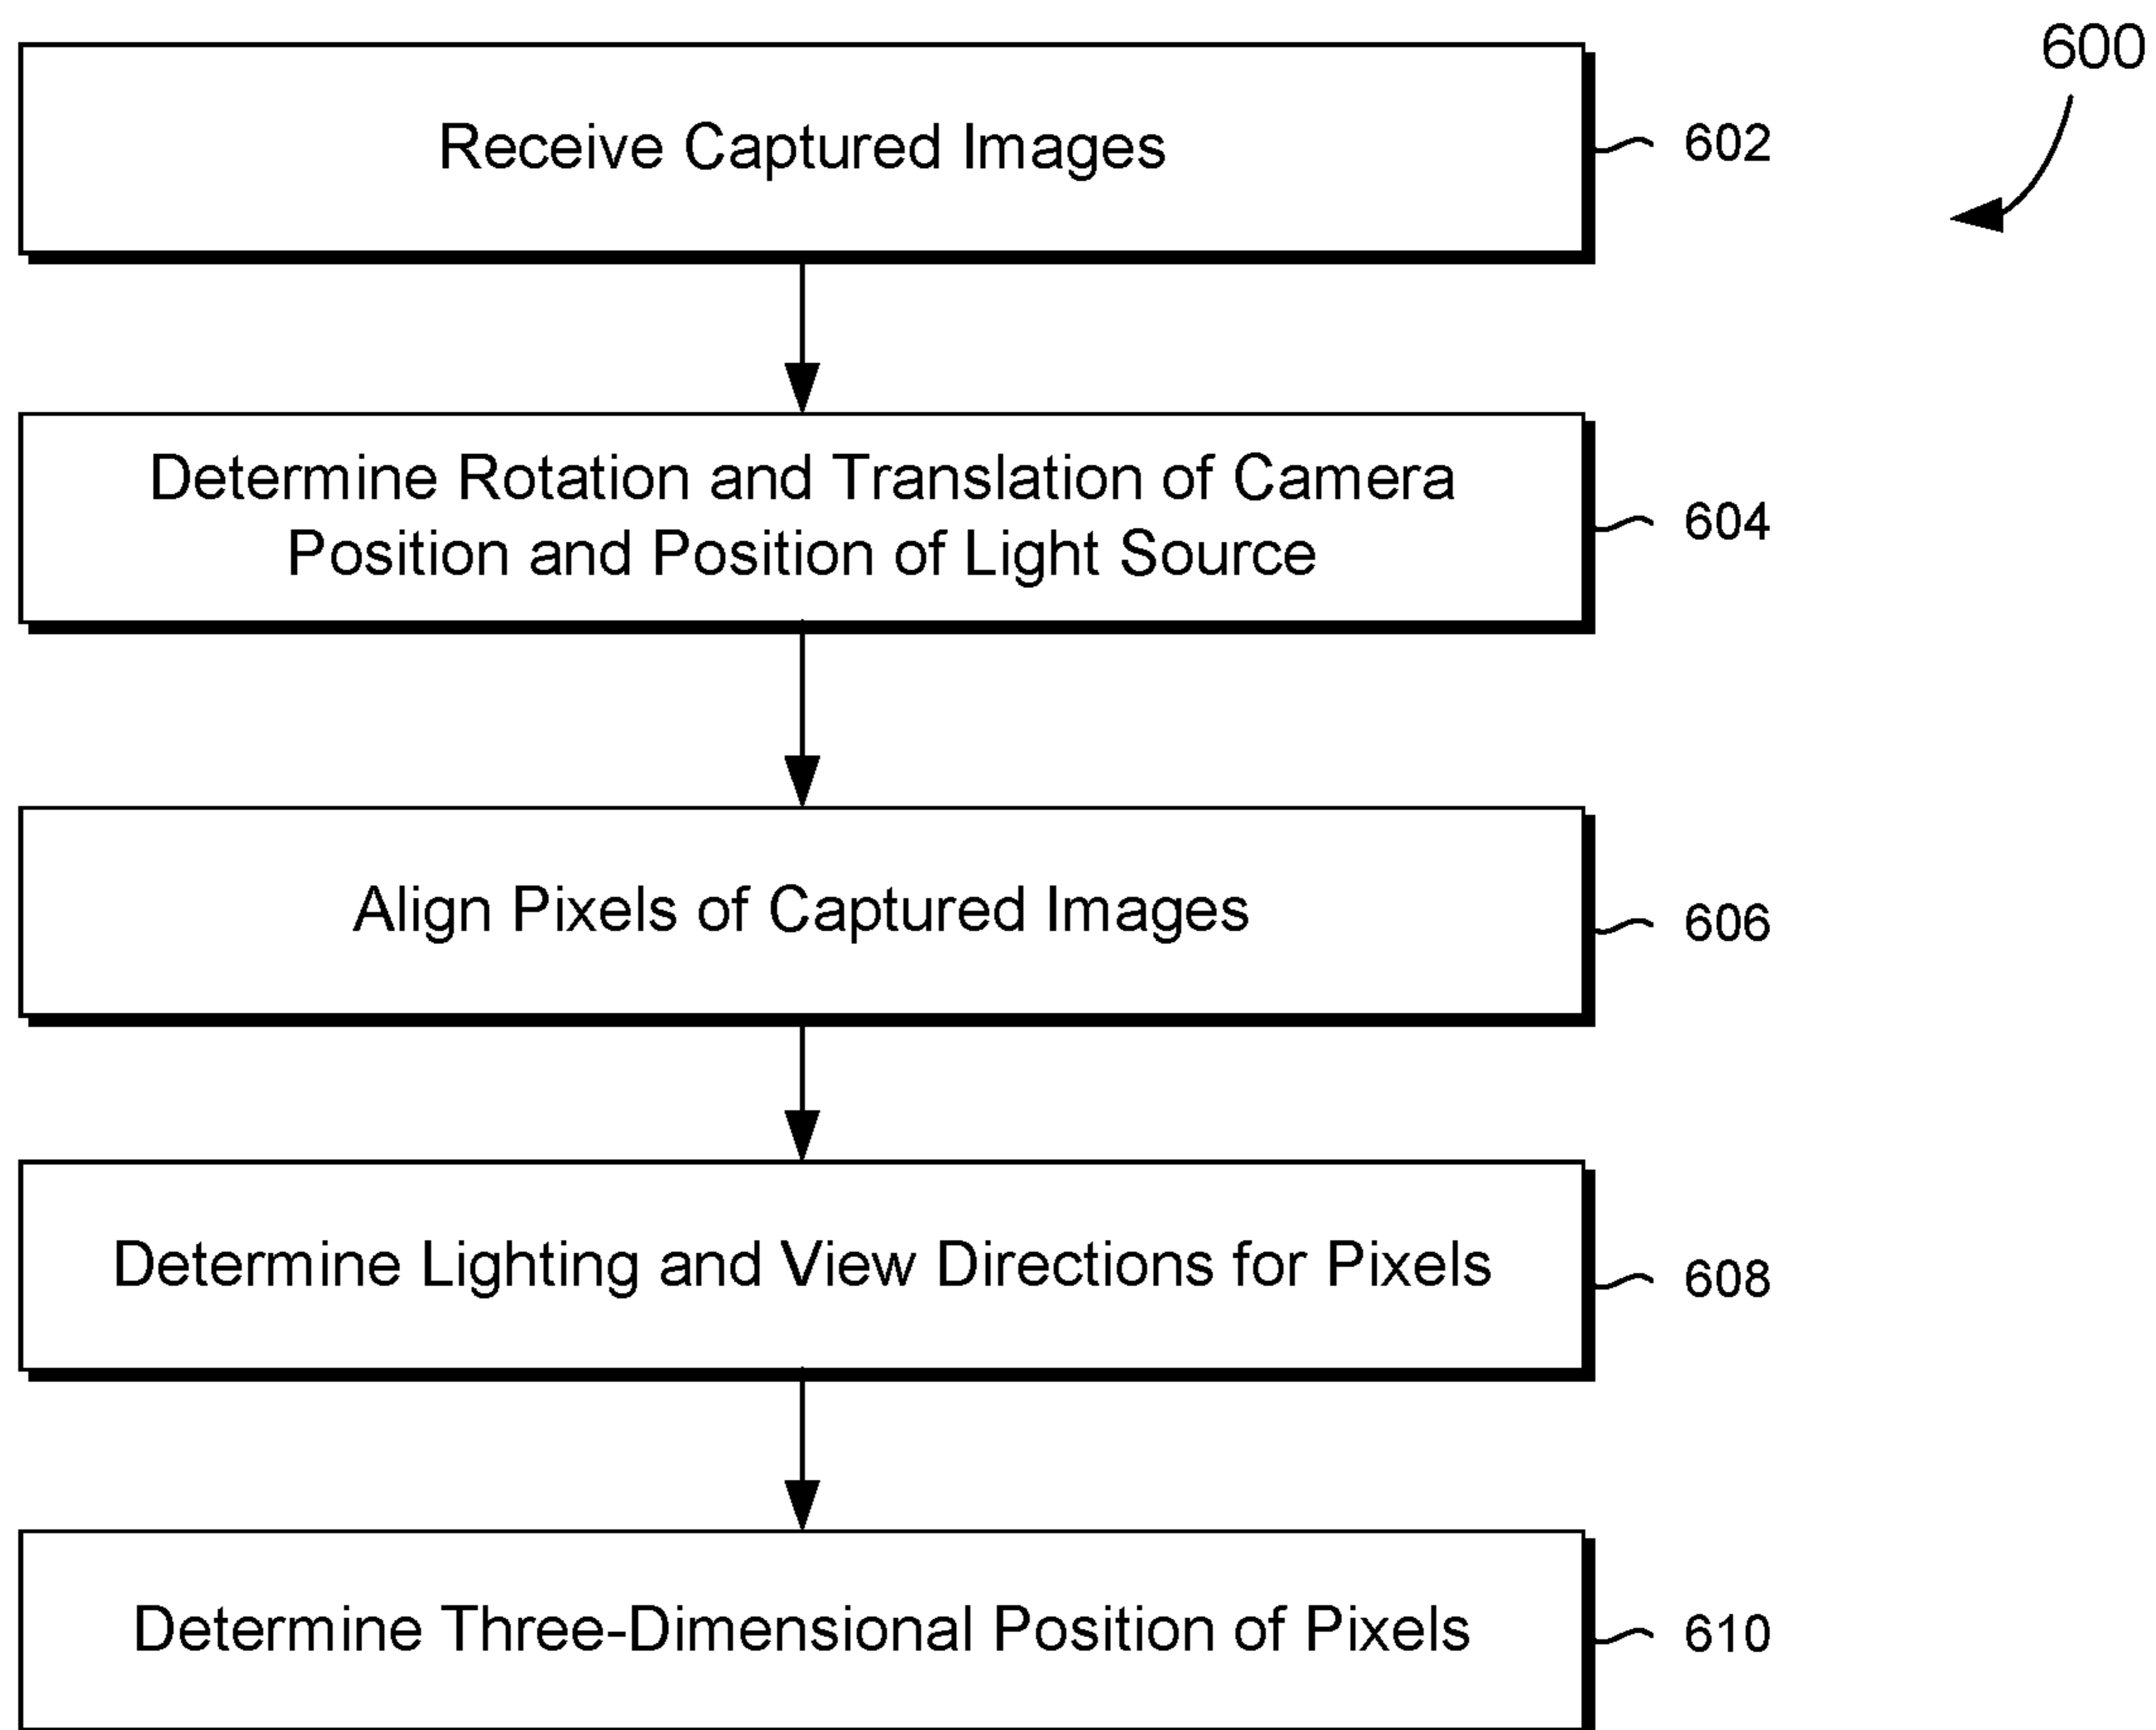 600
Receive Captured Images
602
Determine Rotation and Translation of Camera
Position and Position of Light Source
604
Align Pixels of Captured Images
606
Determine Lighting and View Directions for Pixels
608
Determine Three-Dimensional Position of Pixels
610